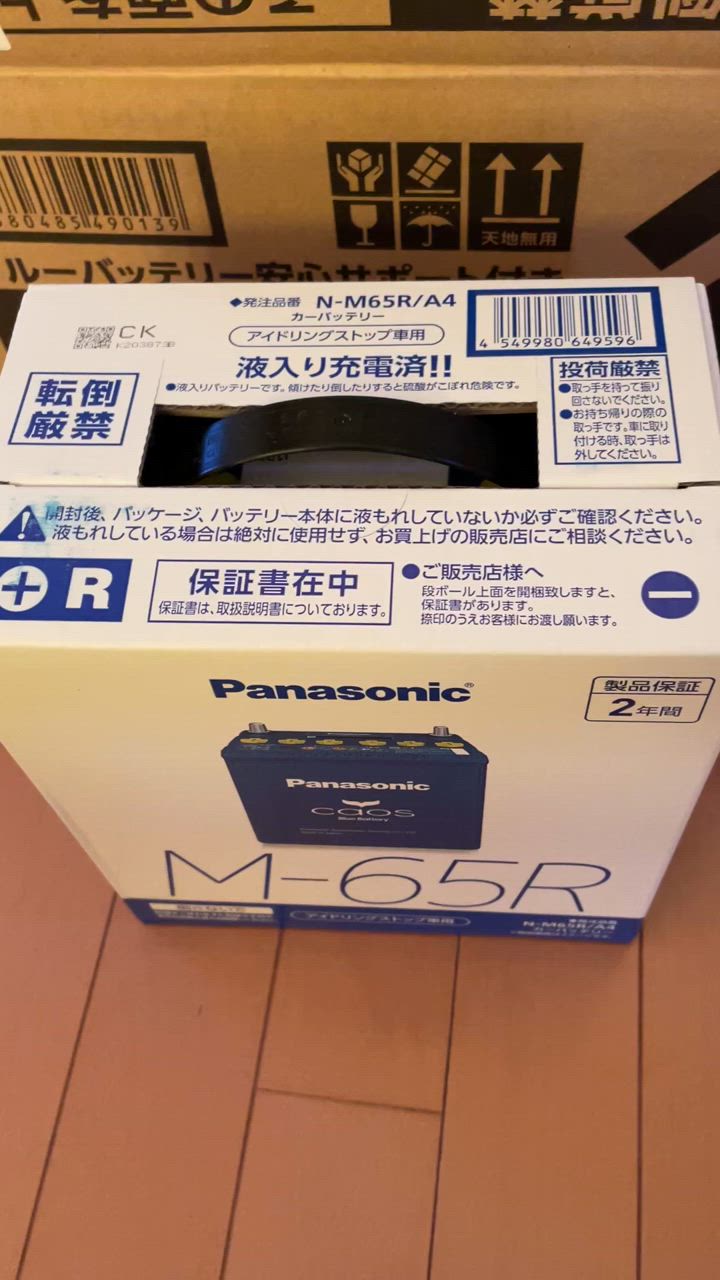 天地無用
490139
ルーバッテリー安心サポート付き
◆発注品番 N-M65R/A4
カーバッテリー
アイドリングストップ車用
4 549980 649596
CK
液入り充電済!!
●液入りバッテリーです。傾けたり倒したりすると硫酸がこぼれ危険です。
転倒
厳禁
投荷厳禁
●取っ手を持って振り
回さないでください。
●お持ち帰りの際の
取っ手です。車に取り
付ける時、取っ手は
外してください。
開封後、パッケージ、バッテリー本体に液もれしていないか必ずご確認ください。
液もれしている場合は絶対に使用せず、お買上げの販売店にご相談ください。
R
保証書在中
保証書は、取扱説明書についております。
●ご販売店様へ
段ボール上面を開梱致しますと、
保証書があります。
捺印のうえお客様にお渡し願います。
Panasonic®
製品保証
2年間
Panasonic
caos
Blue Battery
M-65R
アイドリングストップ車用
N-M65R/A4
カーバッテリー